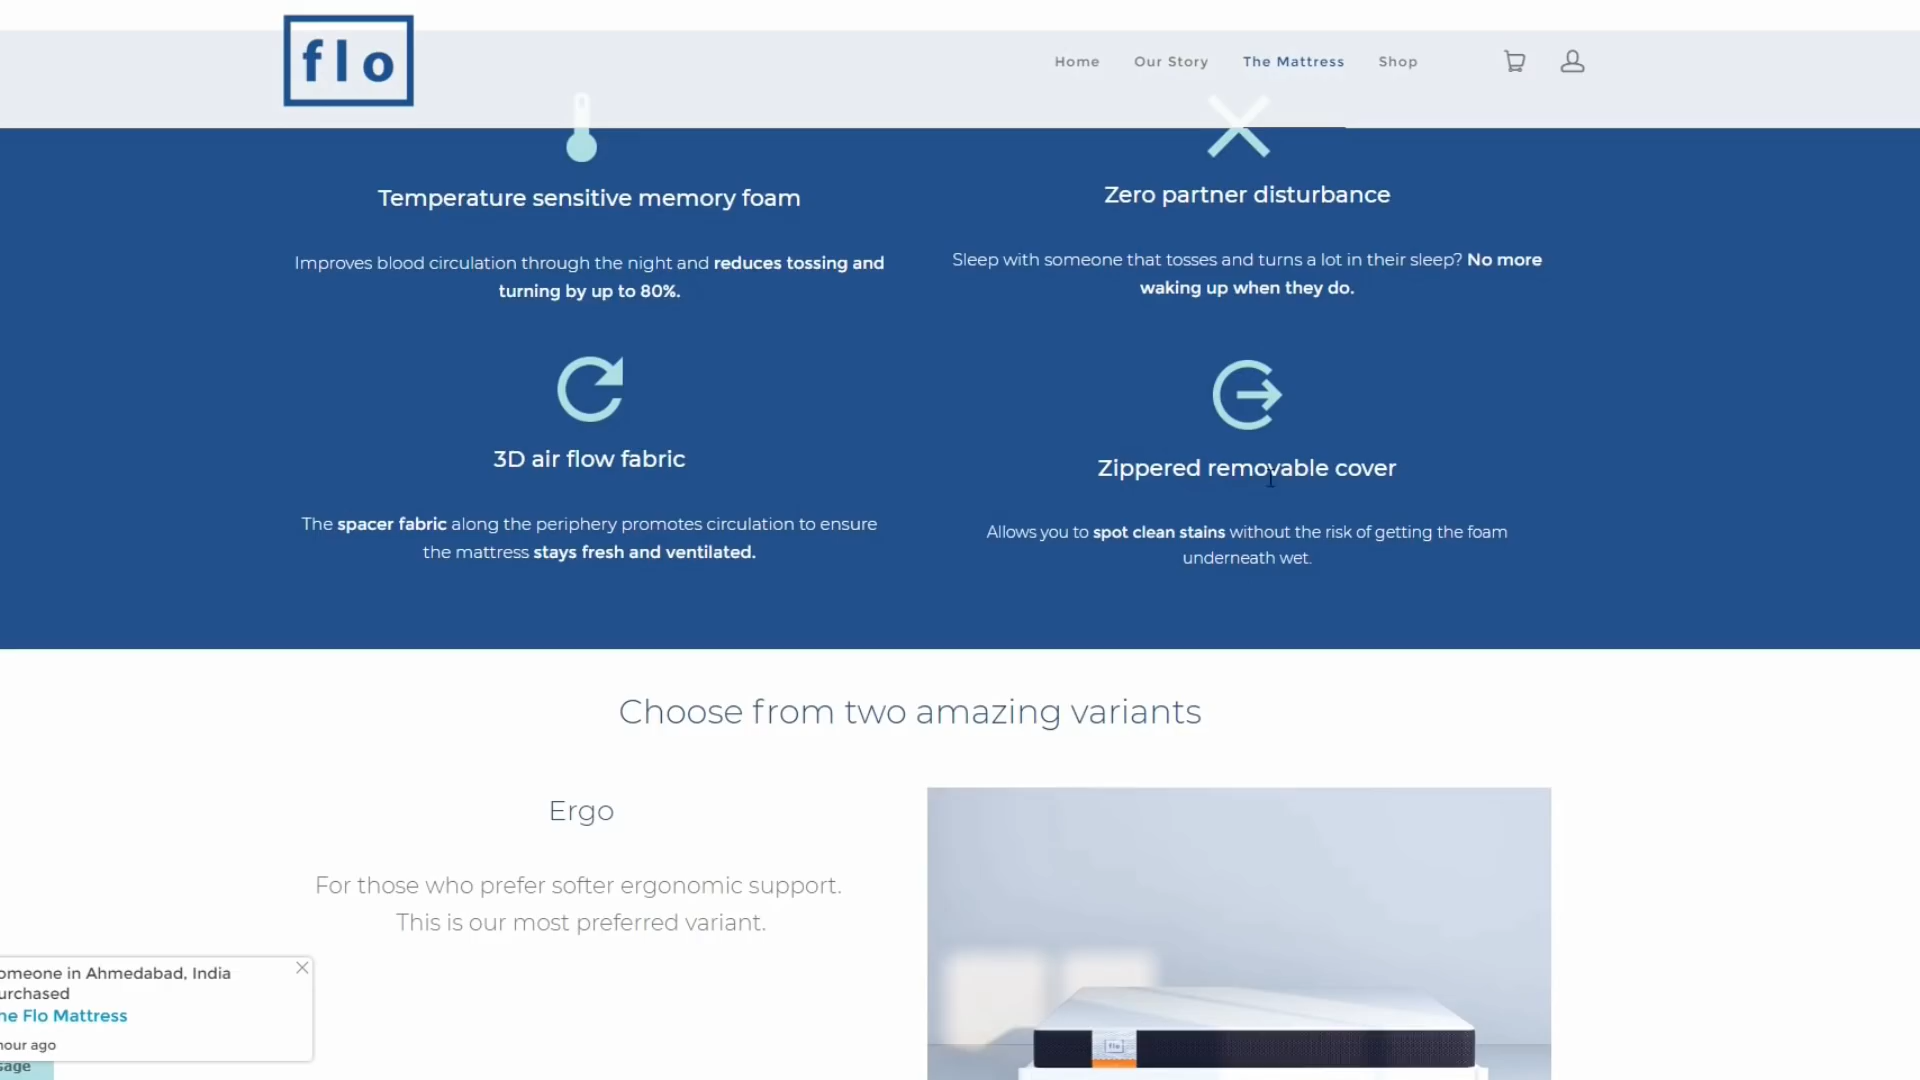 flo
Home Our Story The Mattress Shop
Temperature sensitive memory foam
Improves blood circulation through the night and reduces tossing and
turning by up to 80%.
Zero partner disturbance
Sleep with someone that tosses and turns a lot in their sleep? No more
waking up when they do.
3D air flow fabric
The spacer fabric along the periphery promotes circulation to ensure
the mattress stays fresh and ventilated.
Zippered removable cover
Allows you to spot clean stains without the risk of getting the foam
underneath wet.
Choose from two amazing variants
Ergo
For those who prefer softer ergonomic support.
This is our most preferred variant.
flo
omeone in Ahmedabad, India
urchased
he Flo Mattress
hour ago
sage